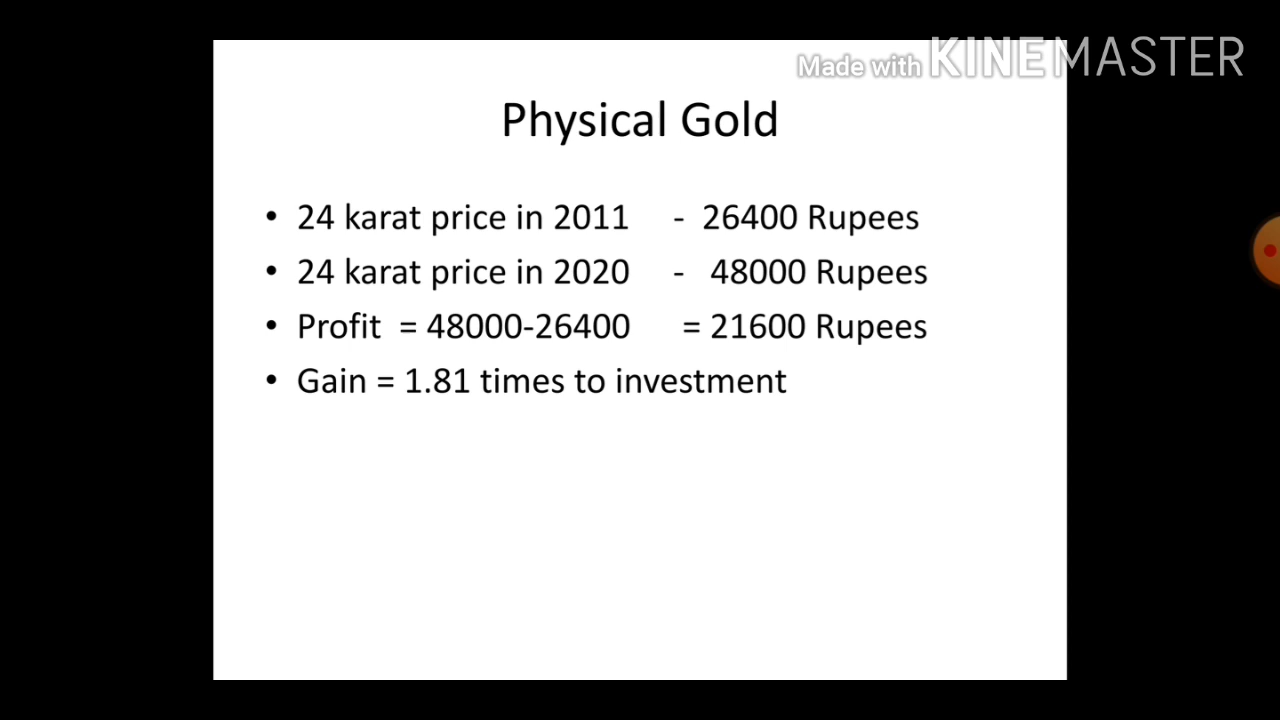 Made with KINEMASTER
Physical Gold
• 24 karat price in 2011 - 26400 Rupees
• 24 karat price in 2020 - 48000 Rupees
• Profit = 48000-26400 = 21600 Rupees
• Gain = 1.81 times to investment